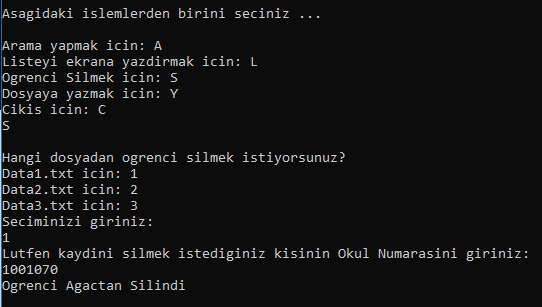 Asagidaki islemlerden birini seciniz ...
Arama yapmak icin: A
Listeyi ekrana yazdirmak icin: L
Ogrenci Silmek icin: S
Dosyaya yazmak icin: Y
Cikis icin: C
S
Hangi dosyadan ogrenci silmek istiyorsunuz?
Data1.txt icin: 1
Data2.txt icin: 2
Data3.txt icin: 3
Seciminizi giriniz:
1
Lutfen kaydini silmek istediginiz kisinin Okul Numarasini giriniz:
1001070
Ogrenci Agactan Silindi